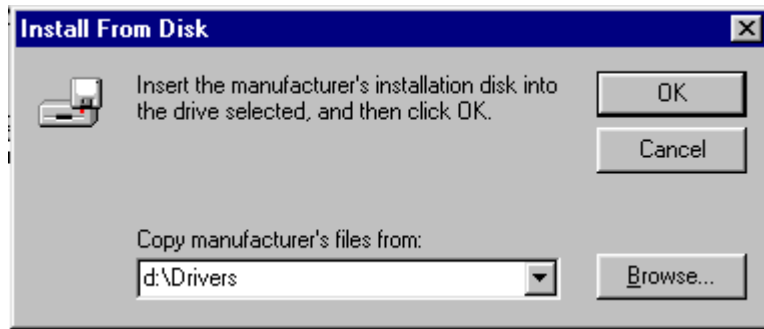 Install From Disk
Insert the manufacturer's installation disk into
the drive selected, and then click OK.
OK
Cancel
Copy manufacturer's files from:
d:\Drivers
Browse...